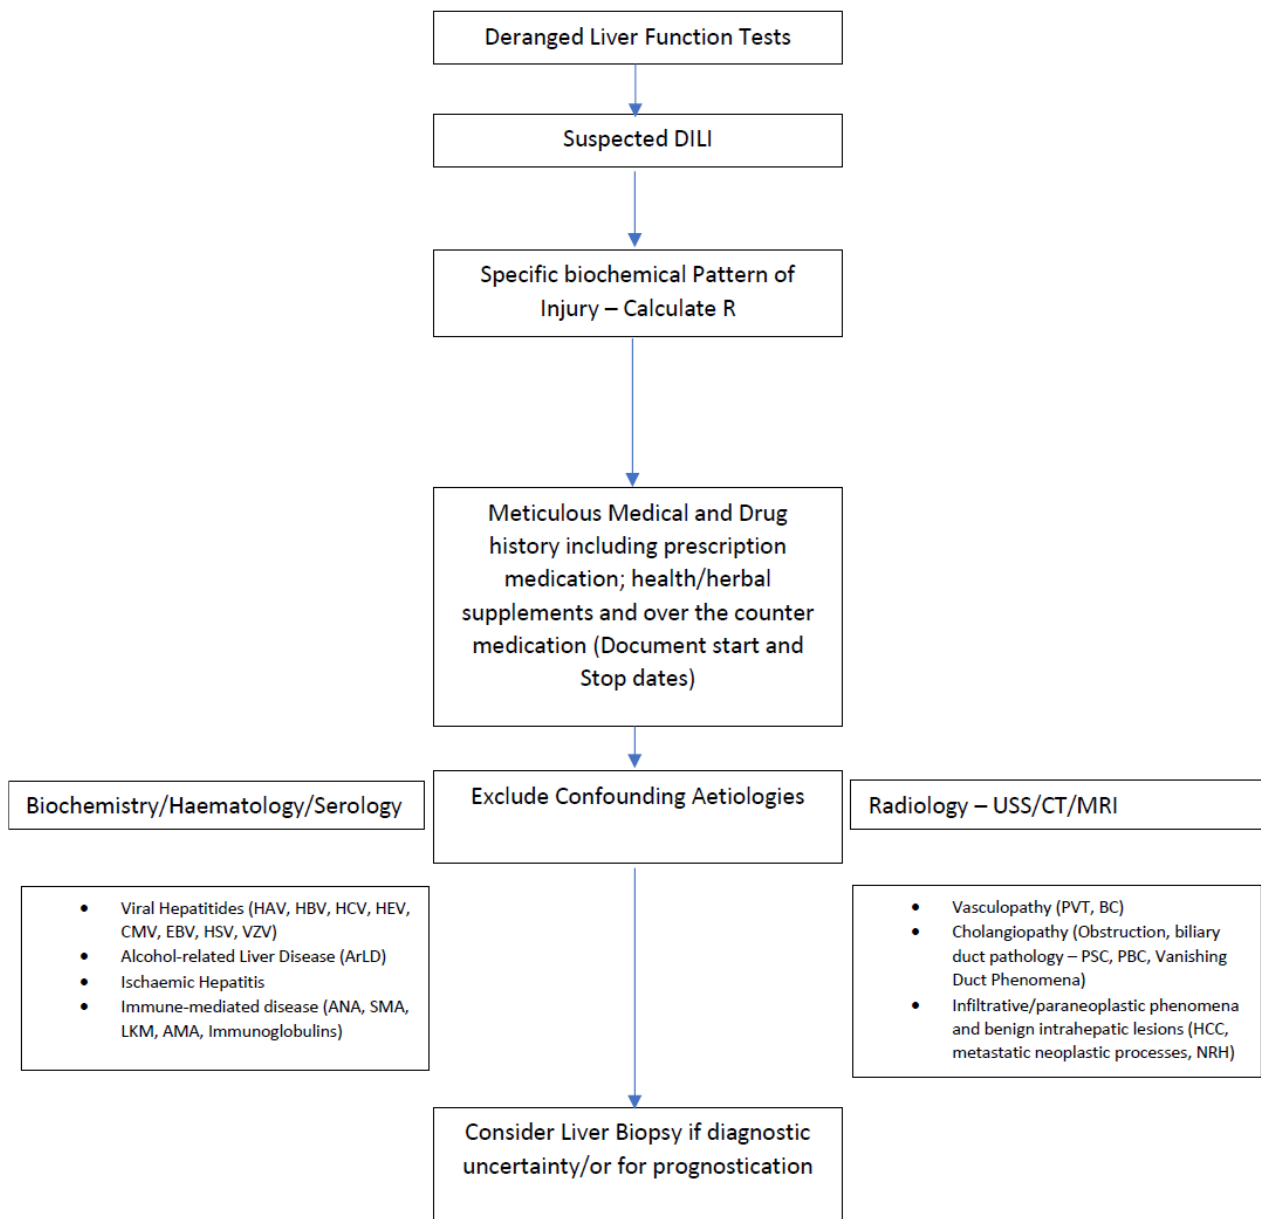 Deranged Liver Function Tests
Suspected DILI
Specific biochemical Pattern of
Injury – Calculate R
Meticulous Medical and Drug
history including prescription
medication; health/herbal
supplements and over the counter
medication (Document start and
Stop dates)
Exclude Confounding Aetiologies
Biochemistry/Haematology/Serology
• Viral Hepatitides (HAV, HBV, HCV, HEV,
CMV, EBV, HSV, VZV)
• Alcohol-related Liver Disease (ArLD)
• Ischaemic Hepatitis
• Immune-mediated disease (ANA, SMA,
LKM, AMA, Immunoglobulins)
Radiology – USS/CT/MRI
• Vasculopathy (PVT, BC)
• Cholangiopathy (Obstruction, biliary
duct pathology – PSC, PBC, Vanishing
Duct Phenomena)
• Infiltrative/paraneoplastic phenomena
and benign intrahepatic lesions (HCC,
metastatic neoplastic processes, NRH)
Consider Liver Biopsy if diagnostic
uncertainty/or for prognostication